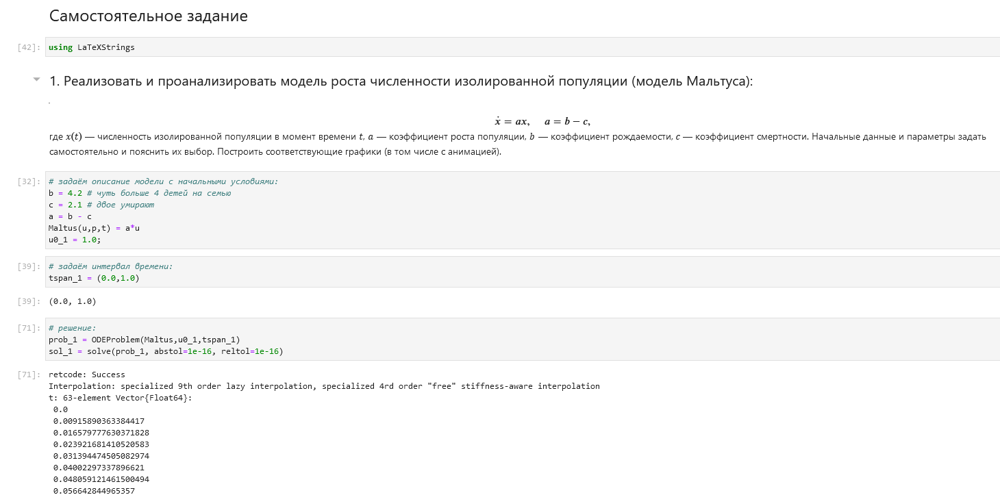 Самостоятельное задание
[42]: using LaTeXStrings
1. Реализовать и проанализировать модель роста численности изолированной популяции (модель Мальтуса):
.
ẋ = ax, a = b − c,
где x(t) — численность изолированной популяции в момент времени t, a — коэффициент роста популяции, b — коэффициент рождаемости, c — коэффициент смертности. Начальные данные и параметры задать
самостоятельно и пояснить их выбор. Построить соответствующие графики (в том числе с анимацией).
[32]: # задаём описание модели с начальными условиями:
b = 4.2 # чуть больше 4 детей на семью
c = 2.1 # двое умирают
a = b - c
Maltus(u,p,t) = a*u
u0_1 = 1.0;
[39]: # задаём интервал времени:
tspan_1 = (0.0,1.0)
[39]: (0.0, 1.0)
[71]: # решение:
prob_1 = ODEProblem(Maltus,u0_1,tspan_1)
sol_1 = solve(prob_1, abstol=1e-16, reltol=1e-16)
[71]: retcode: Success
Interpolation: specialized 9th order lazy interpolation, specialized 4rd order "free" stiffness-aware interpolation
t: 63-element Vector{Float64}:
0.0
0.00915890363384417
0.016579777630371828
0.023921681410520583
0.031394474505082974
0.04002297337896621
0.048059121461500494
0.056642844965357